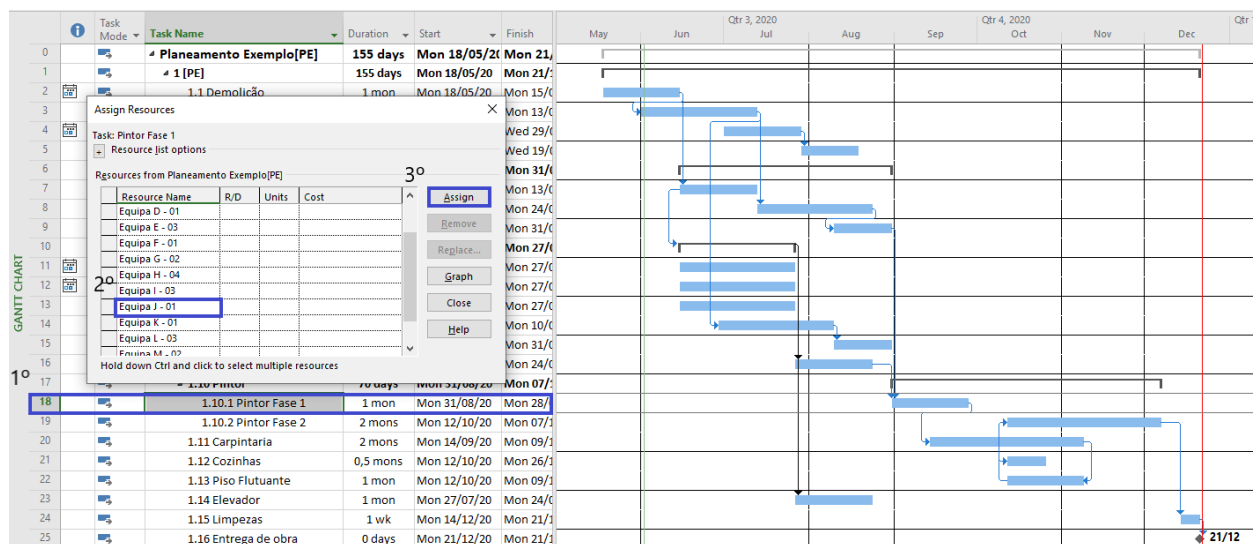 Task Mode Task Name Duration Start Finish
Qtr 3, 2020 Qtr 4, 2020 Qtr
May Jun Jul Aug Sep Oct Nov Dec
0 Planeamento Exemplo[PE] 155 days Mon 18/05/20 Mon 21/
1 1 [PE] 155 days Mon 18/05/20 Mon 21/1
2 1.1 Demolição 1 mon Mon 18/05/20 Mon 15/0
3 Mon 13/0
4 Wed 29/0
5 Wed 19/0
6 Mon 31/0
7 Mon 13/0
8 Mon 24/0
9 Mon 31/0
10 Mon 27/0
11 Mon 27/0
12 Mon 27/0
13 Mon 27/0
14 Mon 10/0
15 Mon 31/0
16 Mon 24/0
17 1.10 Pintor 70 days Mon 31/08/20 Mon 07/1
18 1.10.1 Pintor Fase 1 1 mon Mon 31/08/20 Mon 28/
19 1.10.2 Pintor Fase 2 2 mons Mon 12/10/20 Mon 07/1
20 1.11 Carpintaria 2 mons Mon 14/09/20 Mon 09/1
21 1.12 Cozinhas 0,5 mons Mon 12/10/20 Mon 26/1
22 1.13 Piso Flutuante 1 mon Mon 12/10/20 Mon 09/1
23 1.14 Elevador 1 mon Mon 27/07/20 Mon 24/0
24 1.15 Limpezas 1 wk Mon 14/12/20 Mon 21/1
25 1.16 Entrega de obra 0 days Mon 21/12/20 Mon 21/1
21/12
GANTT CHART
1º
2º
3º
Assign Resources
Task: Pintor Fase 1
+ Resource list options
Resources from Planeamento Exemplo[PE]
Resource Name R/D Units Cost
Equipa D - 01
Equipa E - 03
Equipa F - 01
Equipa G - 02
Equipa H - 04
Equipa I - 03
Equipa J - 01
Equipa K - 01
Equipa L - 03
Equipa M - 02
Assign
Remove
Replace...
Graph
Close
Help
Hold down Ctrl and click to select multiple resources